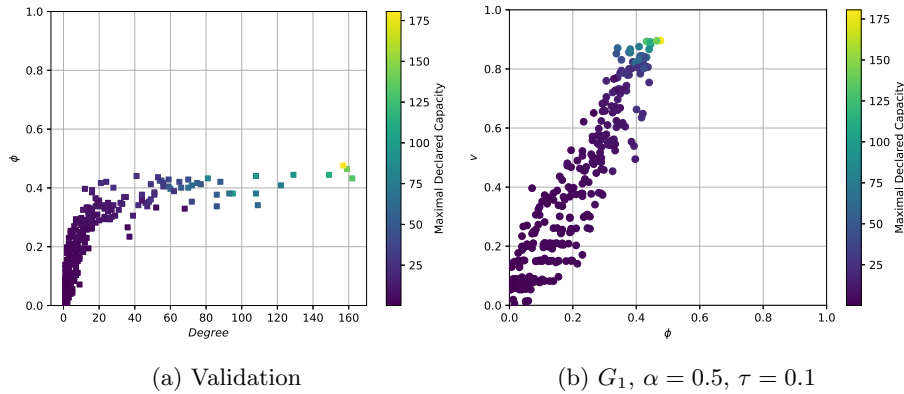 1.0
0.8
0.6
0.4
0.2
0.0
ϕ
0 20 40 60 80 100 120 140 160
Degree
175
150
125
100
75
50
25
Maximal Declared Capacity
(a) Validation
1.0
0.8
0.6
0.4
0.2
0.0
v
0.0 0.2 0.4 0.6 0.8 1.0
ϕ
175
150
125
100
75
50
25
Maximal Declared Capacity
(b) G₁, α = 0.5, τ = 0.1